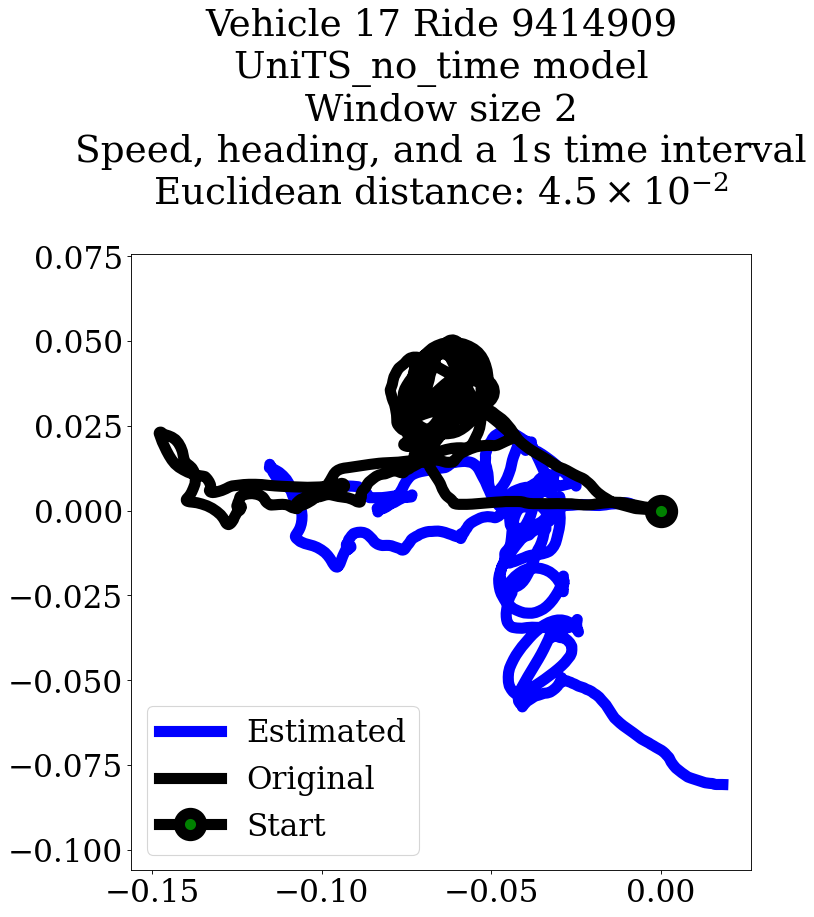 Vehicle 17 Ride 9414909
UniTS_no_time model
Window size 2
Speed, heading, and a 1s time interval
Euclidean distance: 4.5 × 10⁻²
0.075
0.050
0.025
0.000
−0.025
−0.050
−0.075
−0.100
Estimated
Original
Start
−0.15
−0.10
−0.05
0.00